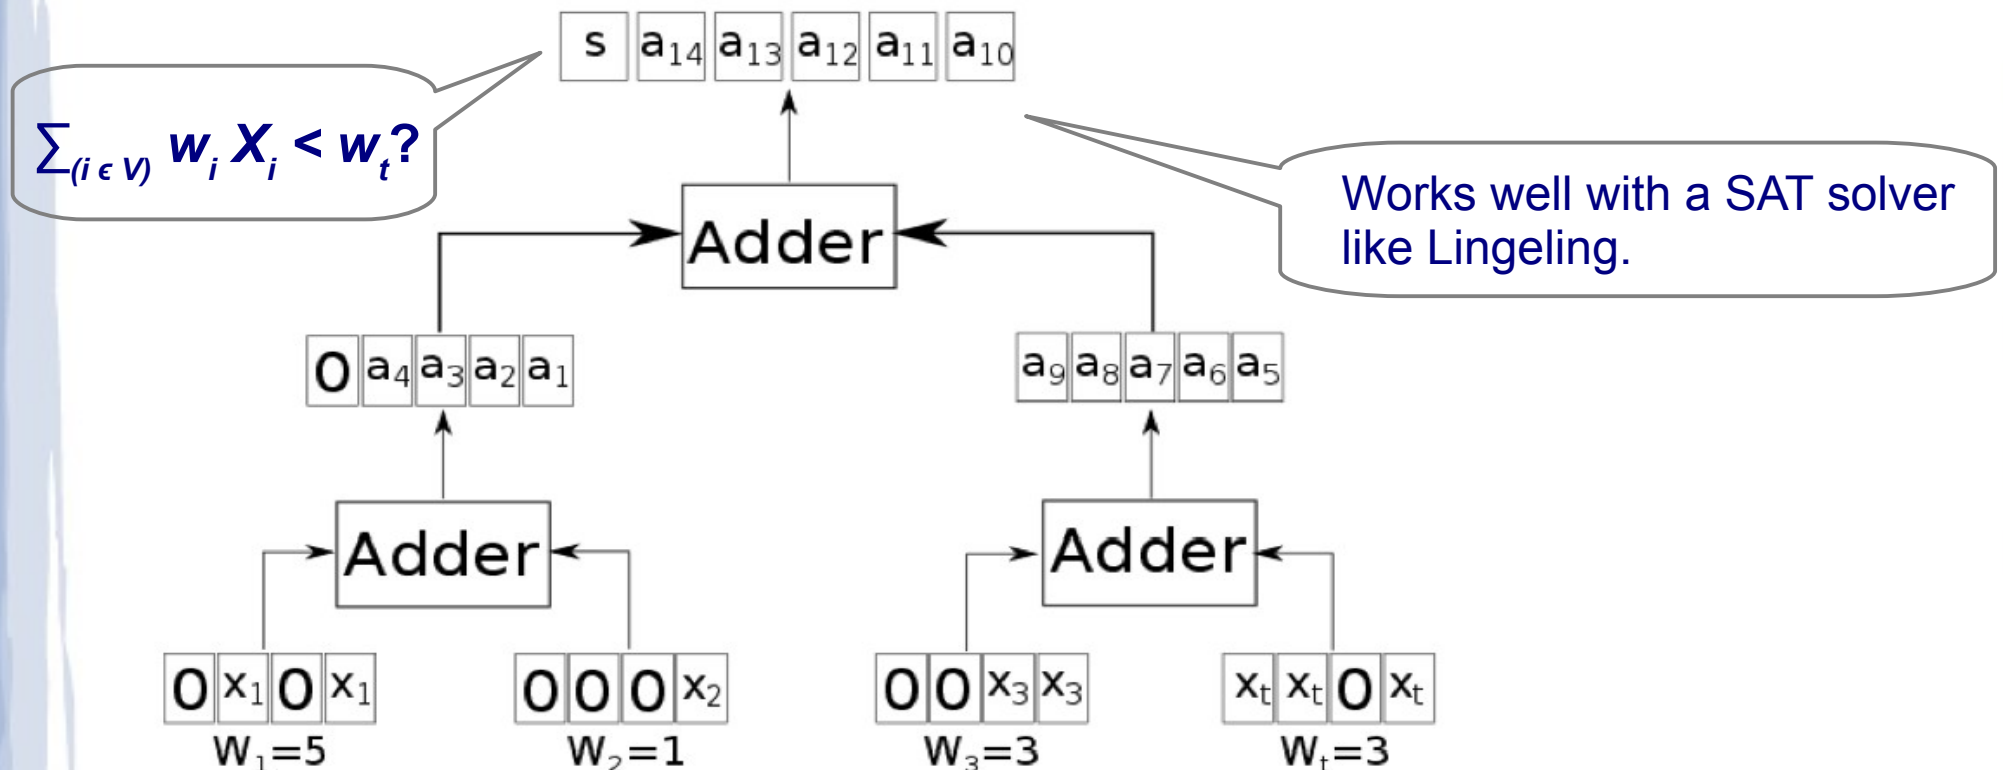 s a14 a13 a12 a11 a10
∑(i ϵ V) wi Xi < wt?
Works well with a SAT solver
like Lingeling.
Adder
0 a4 a3 a2 a1
a9 a8 a7 a6 a5
Adder
Adder
0 x1 0 x1
0 0 0 x2
0 0 x3 x3
xt xt 0 xt
W1=5
W2=1
W3=3
Wt=3